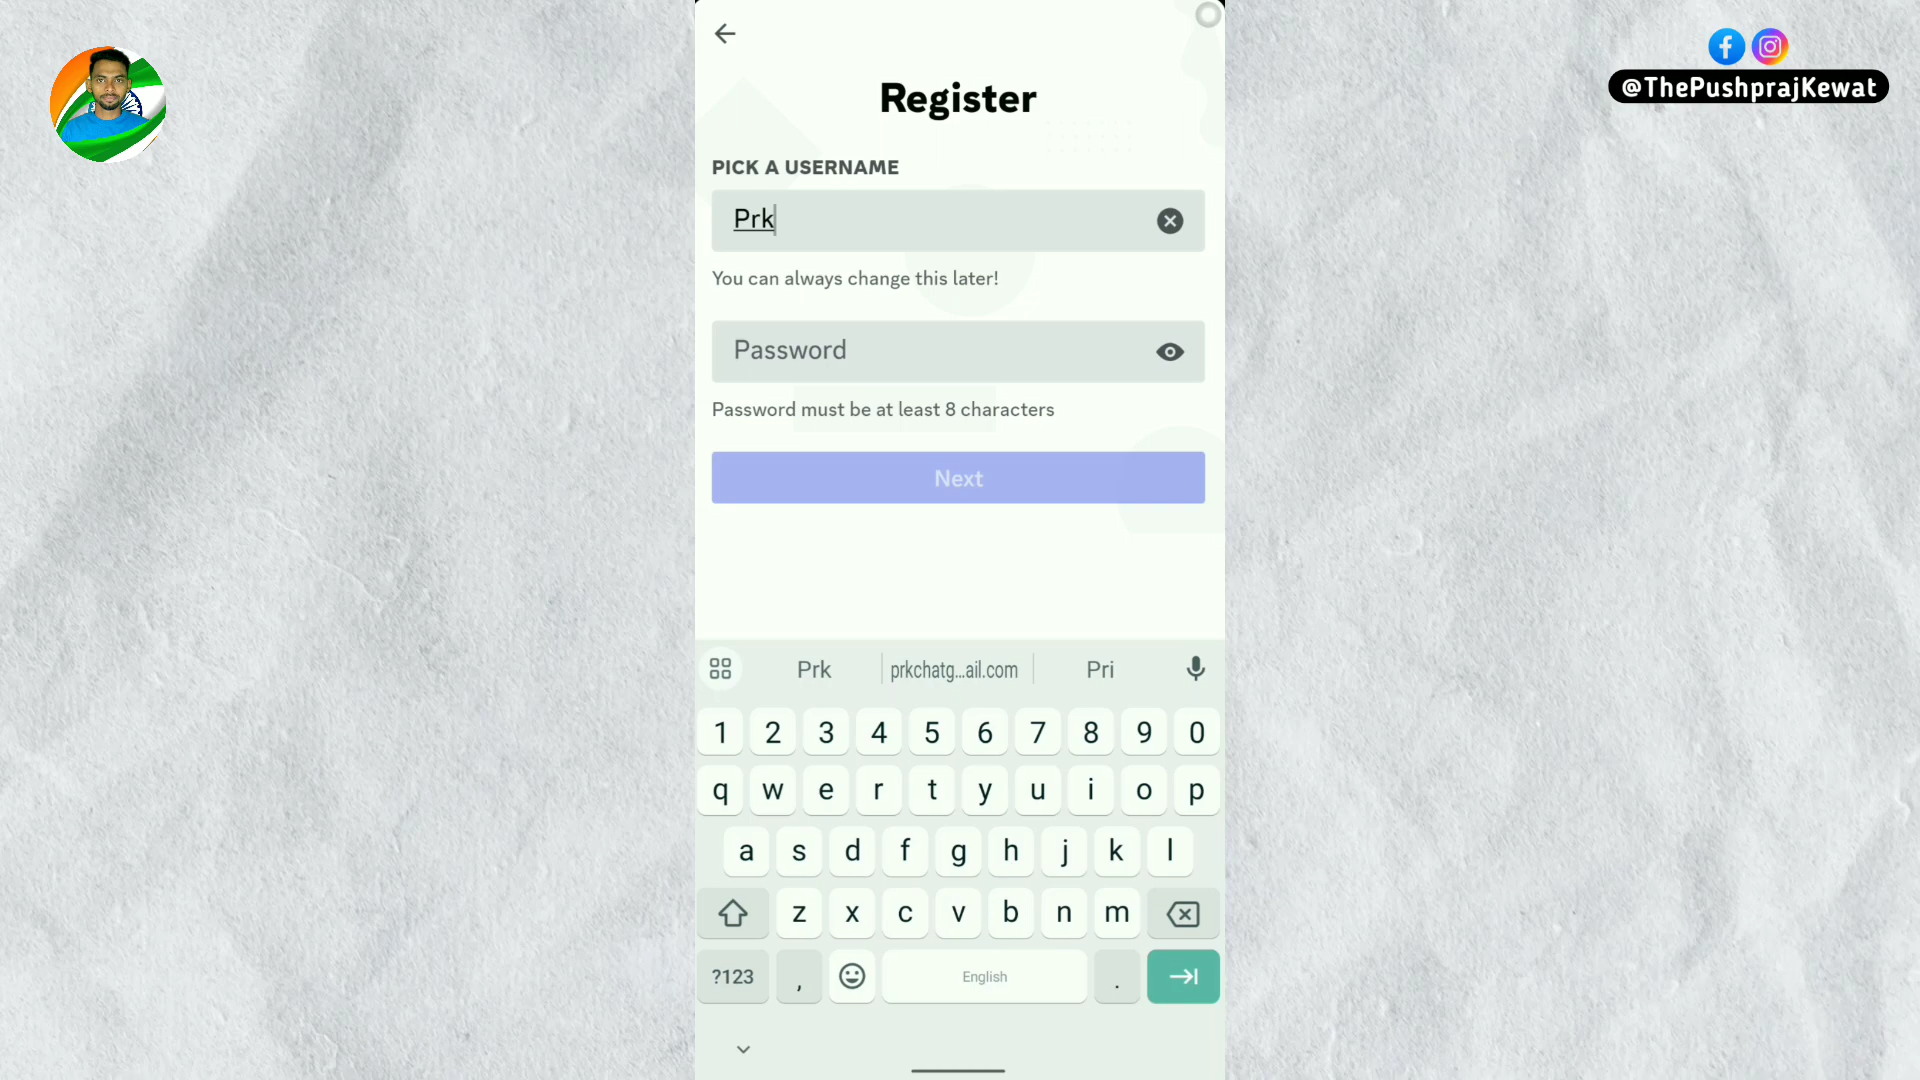 @ThePushprajKewat
Register
PICK A USERNAME
Prk
You can always change this later!
Password
Password must be at least 8 characters
Next
Prk prkchatg...ail.com Pri
1 2 3 4 5 6 7 8 9 0
q w e r t y u i o p
a s d f g h j k l
z x c v b n m
?123 , English .